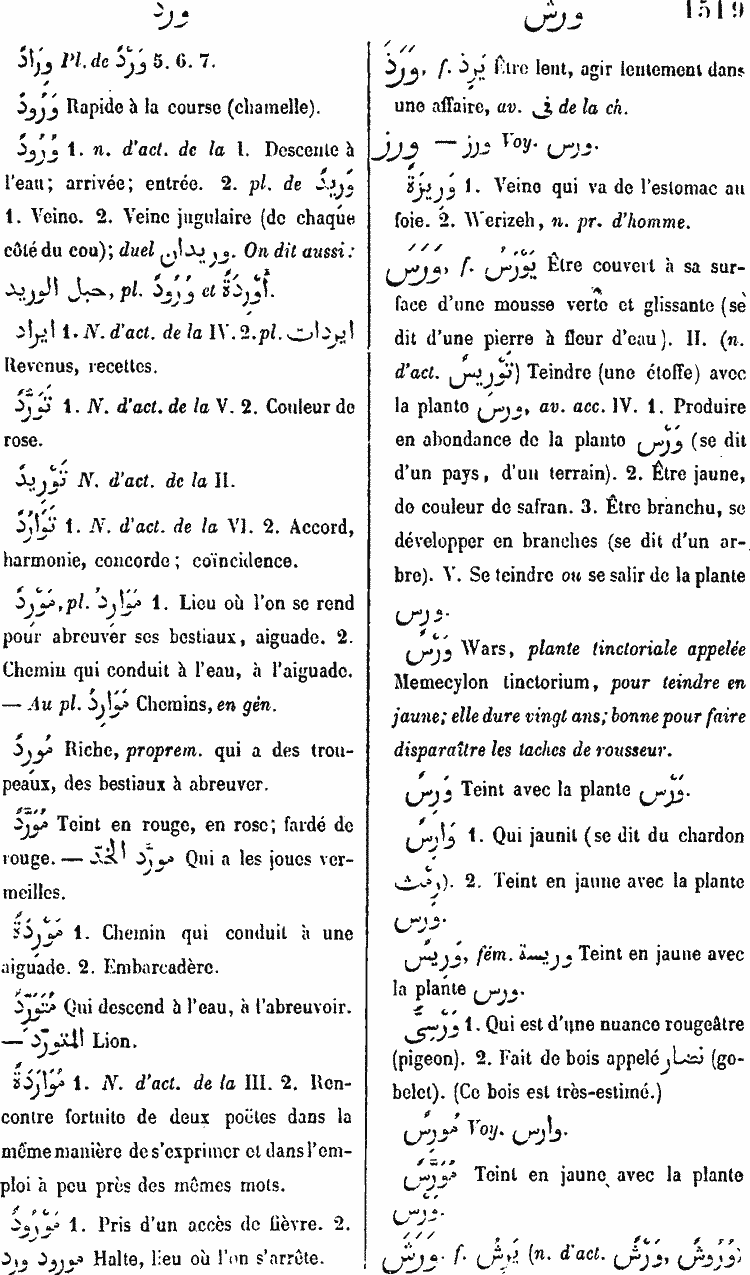 ورد
ورش
1519
وِرَادٌ Pl. de وَرْدٌ 5. 6. 7.
وَرُودٌ Rapide à la course (chamelle).
وُرُودٌ 1. n. d'act. de la I. Descente à
l'eau; arrivée; entrée. 2. pl. de وَرِيدٌ
1. Veine. 2. Veine jugulaire (de chaque
côté du cou); duel وريدان. On dit aussi:
حبل الوريد, pl. وُرُودٌ et أَوْرِدَةٌ.
ايراد 1. N. d'act. de la IV. 2. pl. ايردات
Revenus, recettes.
تَوَرُّدٌ 1. N. d'act. de la V. 2. Couleur de
rose.
تَوْرِيدٌ N. d'act. de la II.
تَوَارُدٌ 1. N. d'act. de la VI. 2. Accord,
harmonie, concorde; coïncidence.
مَوْرِدٌ, pl. مَوَارِدُ 1. Lieu où l'on se rend
pour abreuver ses bestiaux, aiguade. 2.
Chemin qui conduit à l'eau, à l'aiguade.
— Au pl. مَوَارِدُ Chemins, en gén.
مُورِدٌ Riche, proprem. qui a des trou-
peaux, des bestiaux à abreuver.
مُوَرَّدٌ Teint en rouge, en rose; fardé de
rouge. — مورَّد الخدّ Qui a les joues ver-
meilles.
مَوْرِدَةٌ 1. Chemin qui conduit à une
aiguade. 2. Embarcadère.
مُتَوَرِّدٌ Qui descend à l'eau, à l'abreuvoir.
— المتورّد Lion.
مُوَارَدَةٌ 1. N. d'act. de la III. 2. Ren-
contre fortuite de deux poëtes dans la
même manière de s'exprimer et dans l'em-
ploi à peu près des mêmes mots.
مَوْرُودٌ 1. Pris d'un accès de fièvre. 2.
مورود ورد Halte, lieu où l'on s'arrête.
وَرَذَ, f. يَرِذُ Être lent, agir lentement dans
une affaire, av. فى de la ch.
ورز — ورز Voy. ورس.
وَرِيزَةٌ 1. Veine qui va de l'estomac au
foie. 2. Werizeh, n. pr. d'homme.
وَرَسَ, f. يَوْرَسُ Être couvert à sa sur-
face d'une mousse verte et glissante (se
dit d'une pierre à fleur d'eau). II. (n.
d'act. تَوْرِيسٌ) Teindre (une étoffe) avec
la plante ورس, av. acc. IV. 1. Produire
en abondance de la plante وَرْس (se dit
d'un pays, d'un terrain). 2. Être jaune,
de couleur de safran. 3. Être branchu, se
développer en branches (se dit d'un ar-
bre). V. Se teindre ou se salir de la plante
ورس.
وَرْسٌ Wars, plante tinctoriale appelée
Memecylon tinctorium, pour teindre en
jaune; elle dure vingt ans; bonne pour faire
disparaître les taches de rousseur.
وَرِسٌ Teint avec la plante وَرْس.
وَارِسٌ 1. Qui jaunit (se dit du chardon
رِمْث). 2. Teint en jaune avec la plante
ورس.
وَرِيسٌ, fém. وريسة Teint en jaune avec
la plante ورس.
وَرْسِىٌّ 1. Qui est d'une nuance rougeâtre
(pigeon). 2. Fait de bois appelé نضار (go-
belet). (Ce bois est très-estimé.)
مُورِسٌ Voy. وارس.
مُوَرَّسٌ Teint en jaune avec la plante
ورس.
وَرَشَ. f. يَرِشُ (n. d'act. وَرْشٌ, وُرُوشٌ)